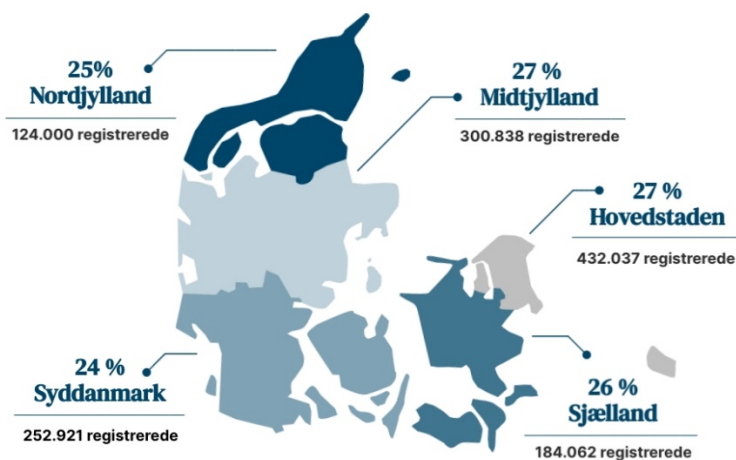 25%
Nordjylland
124.000 registrerede
27 %
Midtjylland
300.838 registrerede
27 %
Hovedstaden
432.037 registrerede
24 %
Syddanmark
252.921 registrerede
26 %
Sjælland
184.062 registrerede